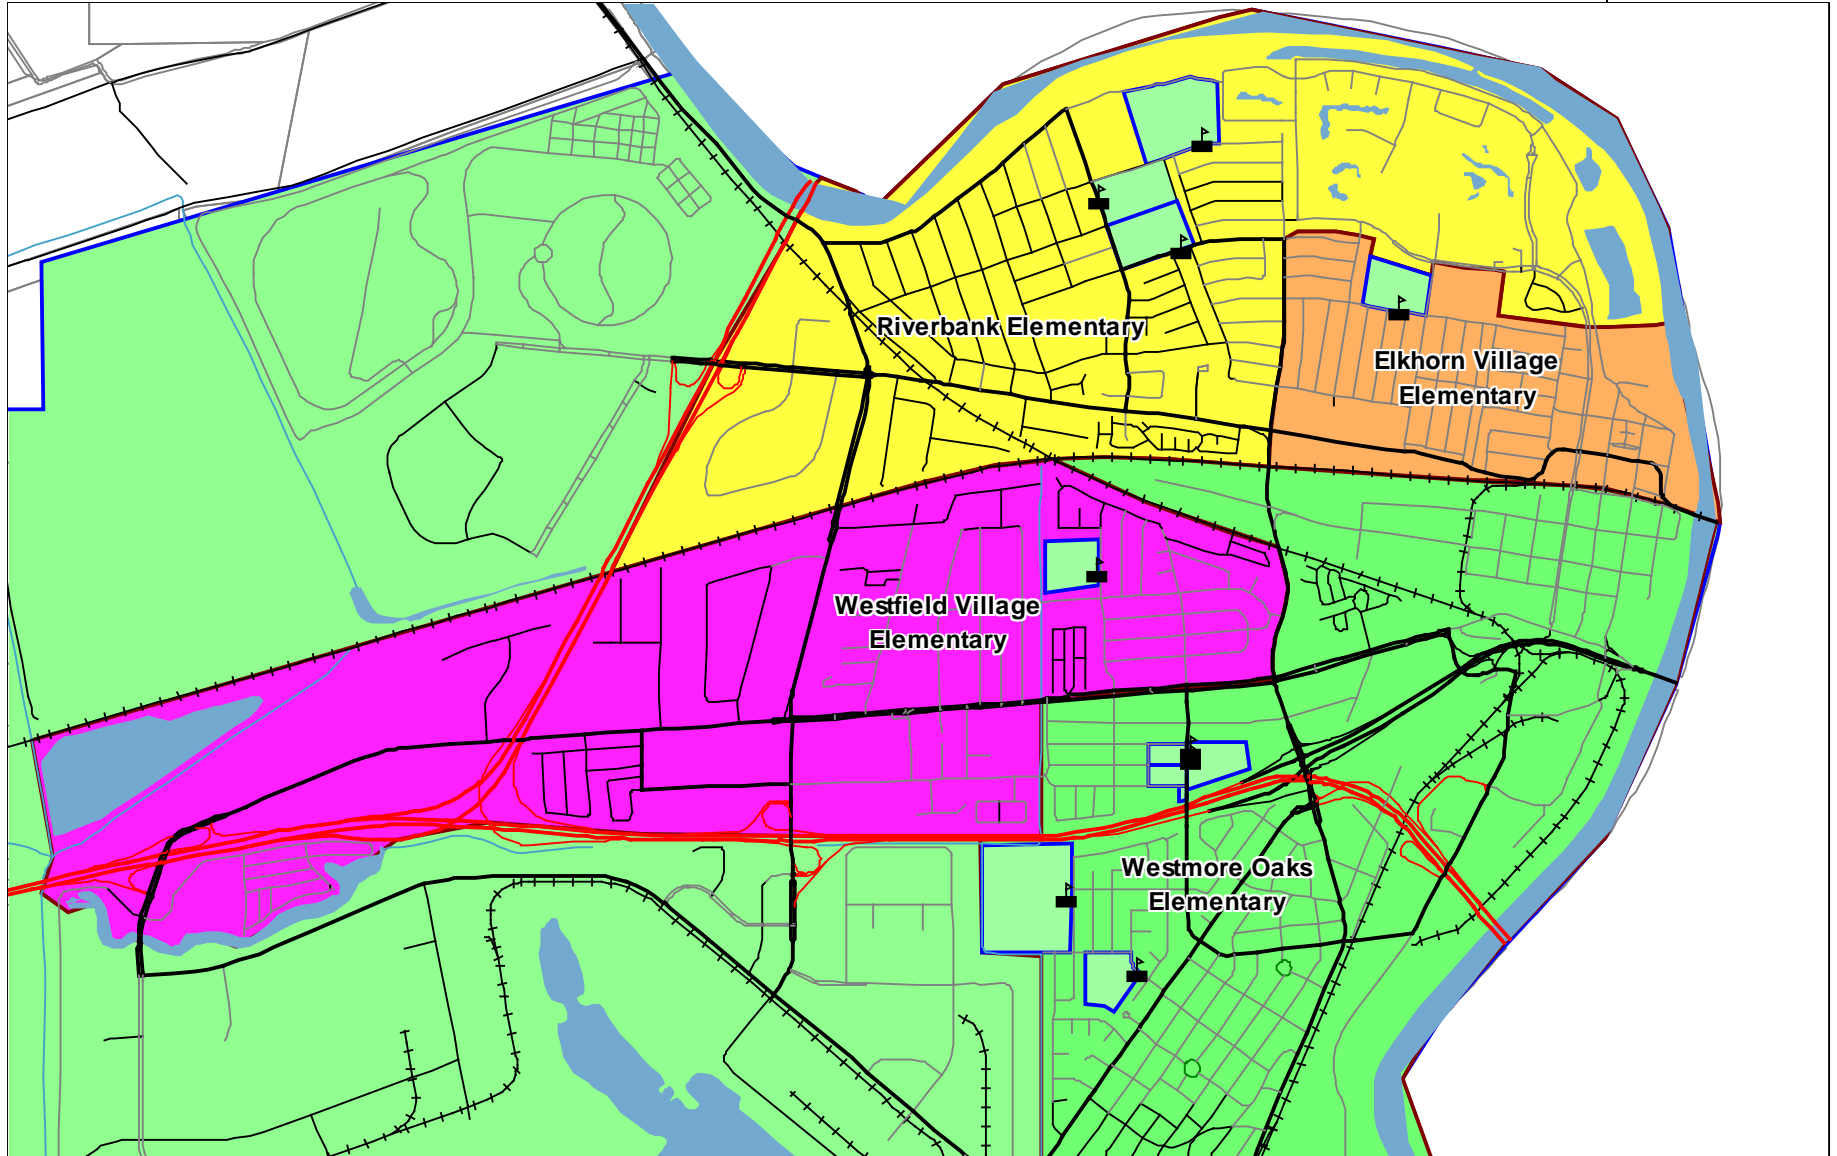 Riverbank Elementary
Elkhorn Village
Elementary
Westfield Village
Elementary
Westmore Oaks
Elementary